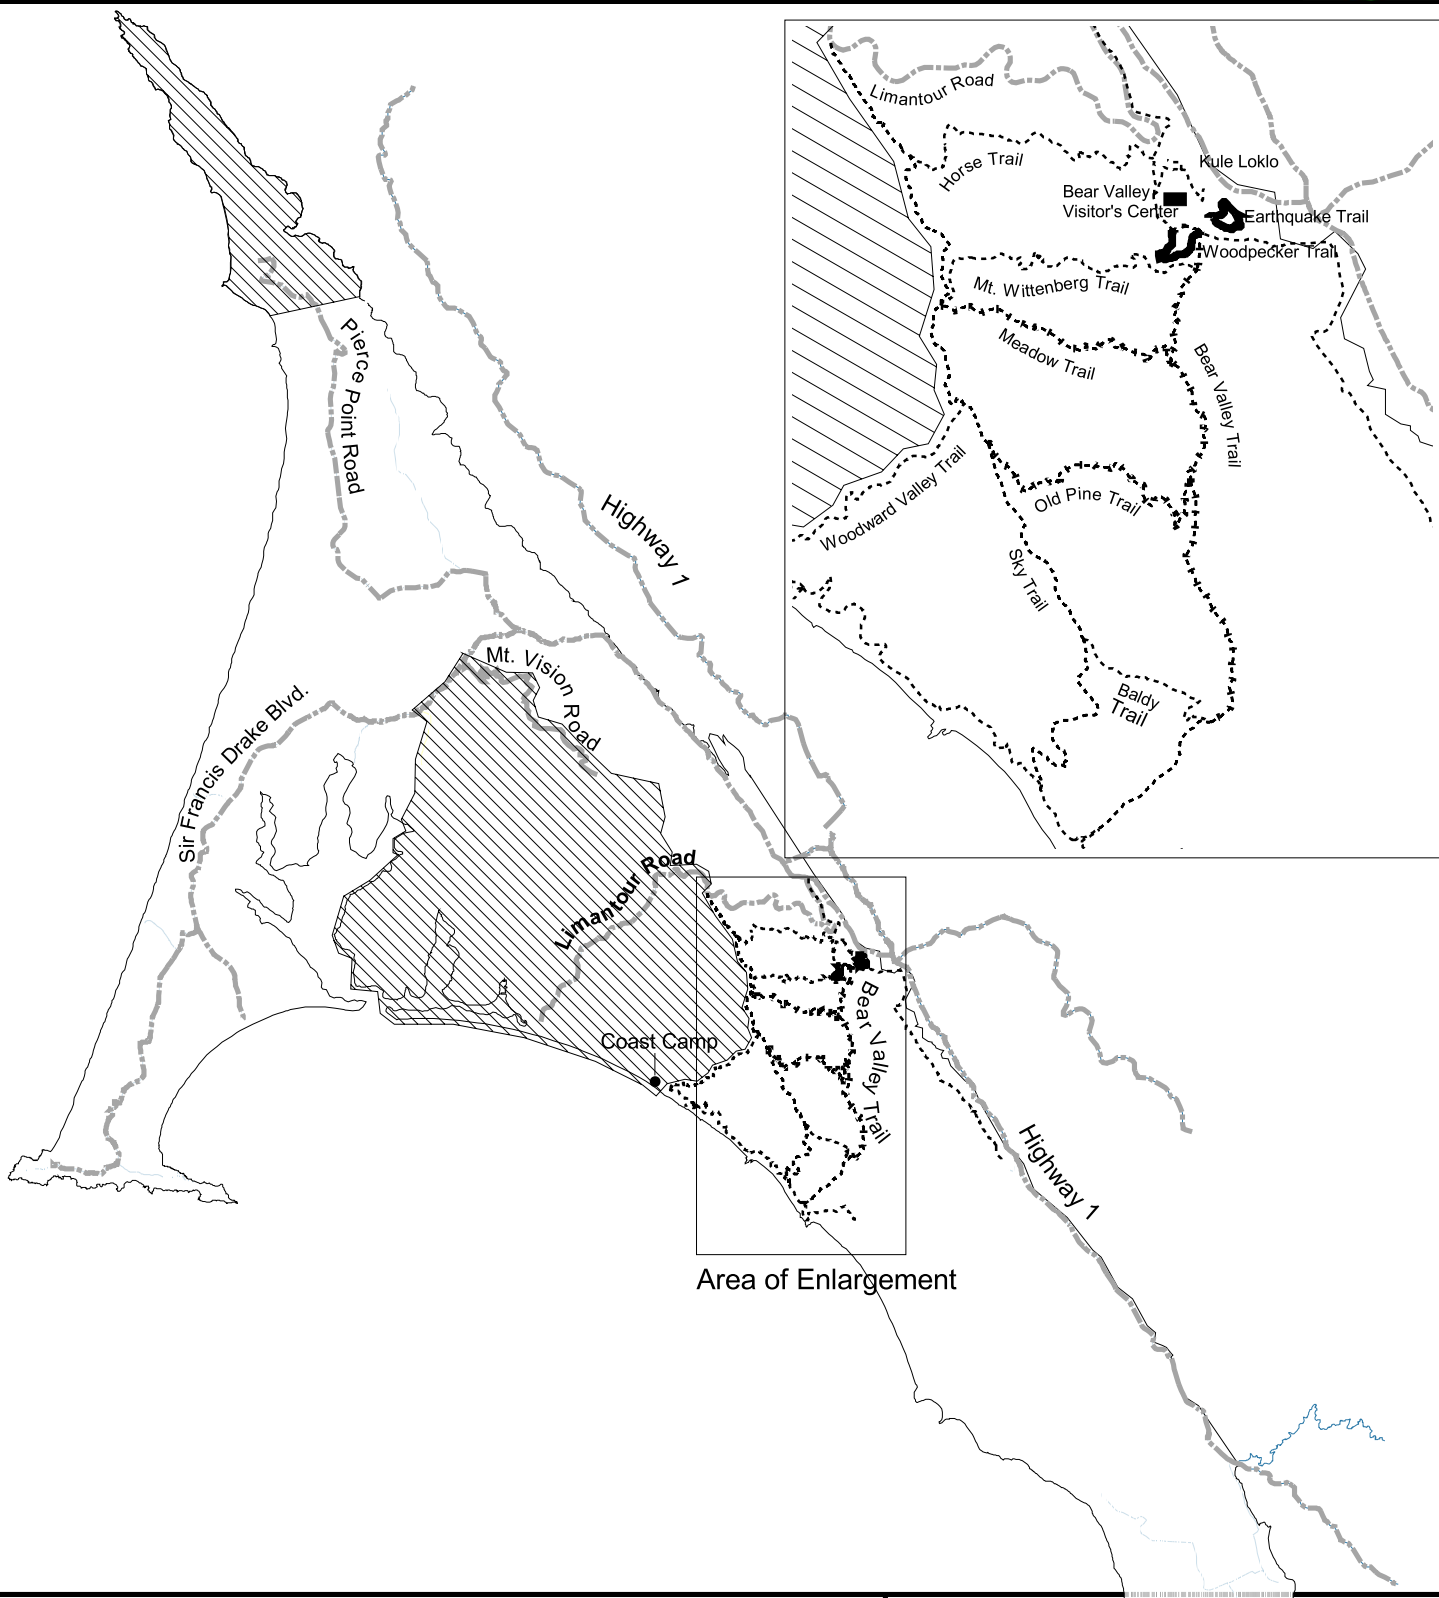 Limantour Road
Horse Trail
Kule Loklo
Bear Valley
Visitor's Center
Earthquake Trail
Woodpecker Trail
Mt. Wittenberg Trail
Meadow Trail
Bear Valley Trail
Woodward Valley Trail
Old Pine Trail
Sky Trail
Baldy
Trail
Pierce Point Road
Highway 1
Mt. Vision Road
Sir Francis Drake Blvd.
Limantour Road
Coast Camp
Bear Valley Trail
Highway 1
Area of Enlargement